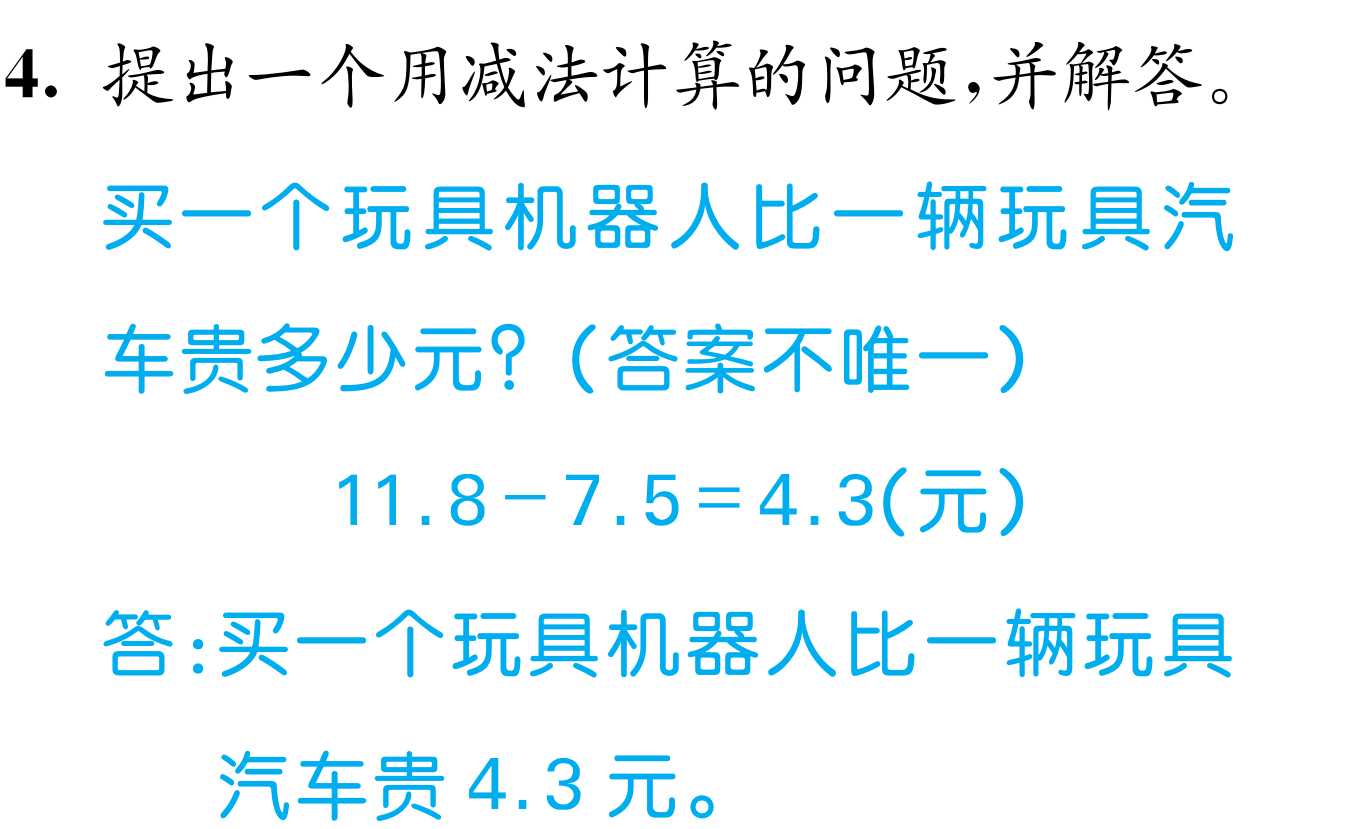 4. 提出一个用减法计算的问题,并解答。
买一个玩具机器人比一辆玩具汽
车贵多少元?(答案不唯一)
11.8-7.5=4.3(元)
答:买一个玩具机器人比一辆玩具
汽车贵 4.3 元。